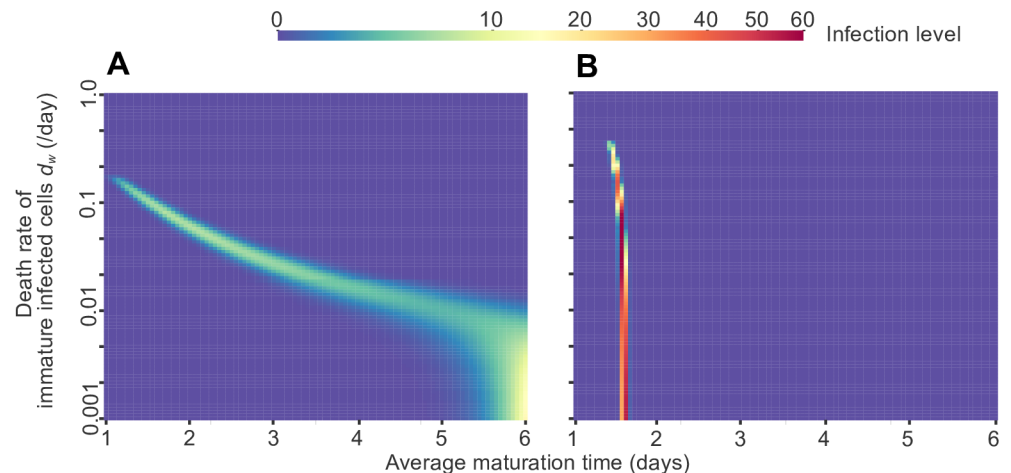 0 10 20 30 40 50 60 Infection level
A B
Death rate of
immature infected cells d_w (/day)
1.0
0.1
0.01
0.001
1 2 3 4 5 6 1 2 3 4 5 6
Average maturation time (days)